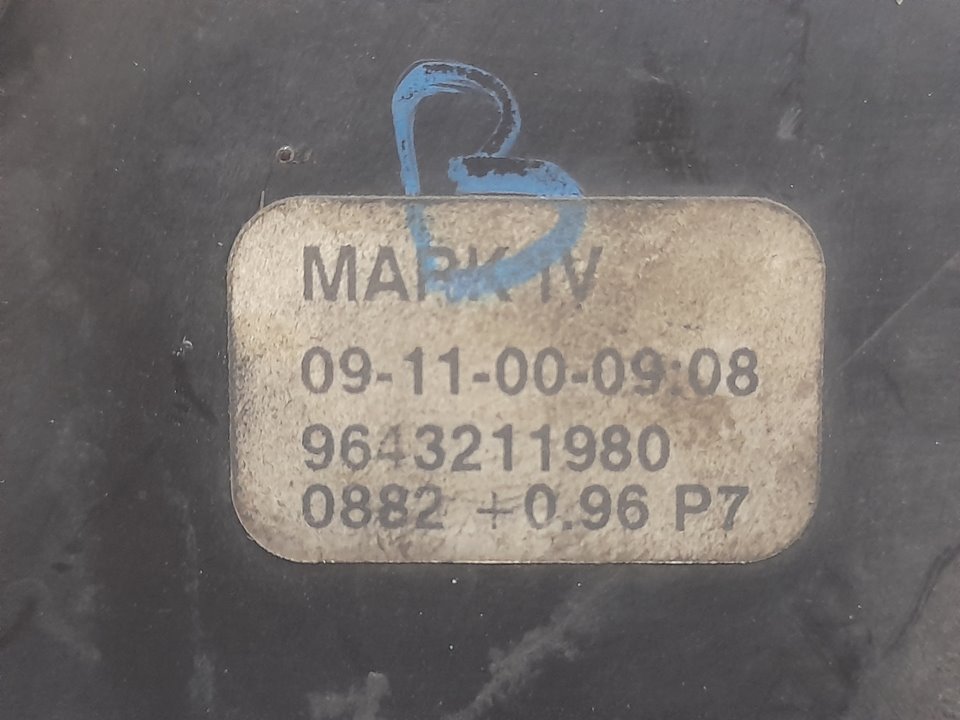 B
MARK IV
09-11-00-09:08
9643211980
0882 +0.96 P7